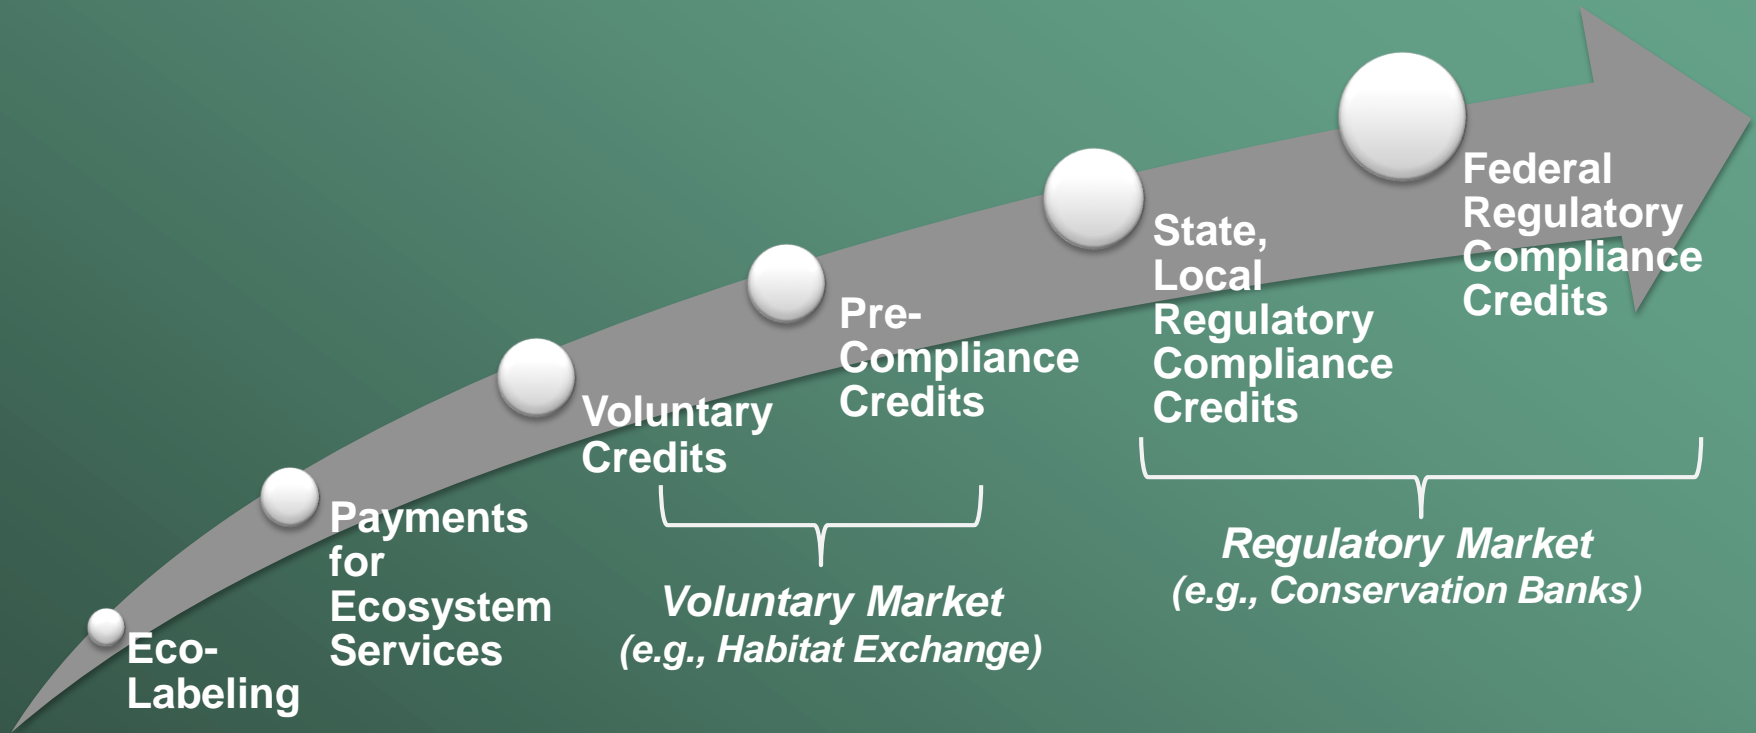 Eco-
Labeling
Payments
for
Ecosystem
Services
Voluntary
Credits
Pre-
Compliance
Credits
State,
Local
Regulatory
Compliance
Credits
Federal
Regulatory
Compliance
Credits
Voluntary Market
(e.g., Habitat Exchange)
Regulatory Market
(e.g., Conservation Banks)